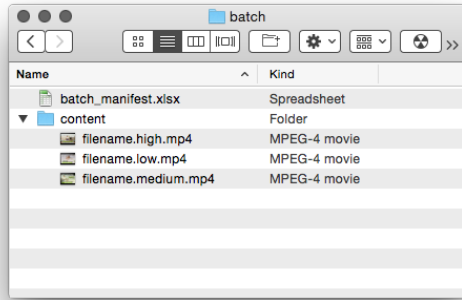 batch
Name Kind
batch_manifest.xlsx Spreadsheet
content Folder
filename.high.mp4 MPEG-4 movie
filename.low.mp4 MPEG-4 movie
filename.medium.mp4 MPEG-4 movie